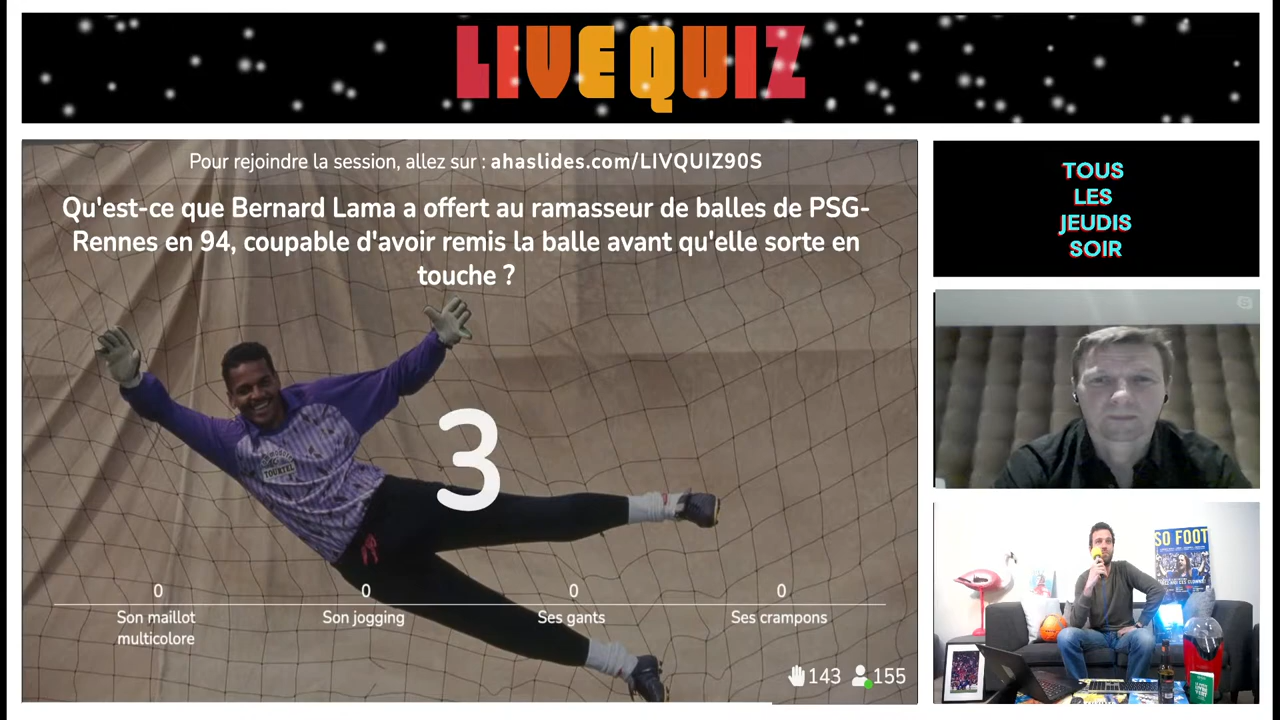 LIVE QUIZ
Pour rejoindre la session, allez sur : ahaslides.com/LIVQUIZ90S
Qu'est-ce que Bernard Lama a offert au ramasseur de balles de PSG-
Rennes en 94, coupable d'avoir remis la balle avant qu'elle sorte en
touche ?
TOURTEL
3
0 0 0 0
Son maillot Son jogging Ses gants Ses crampons
multicolore
143 155
TOUS
LES
JEUDIS
SOIR
SO FOOT